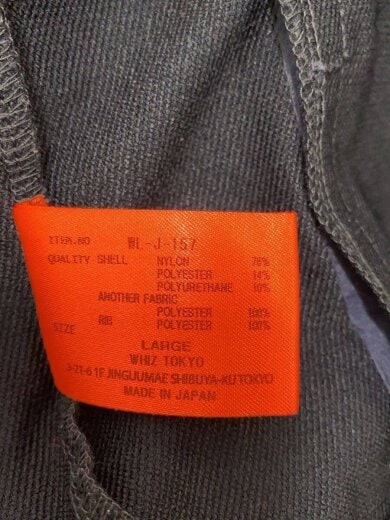 ITEM.NO WL-J-157
QUALITY SHELL NYLON 76%
POLYESTER 14%
POLYURETHANE 10%
ANOTHER FABRIC
POLYESTER 100%
RIB POLYESTER 100%
SIZE
LARGE
WHIZ TOKYO
3-21-6 1F JINGUUMAE SHIBUYA-KU TOKYO
MADE IN JAPAN